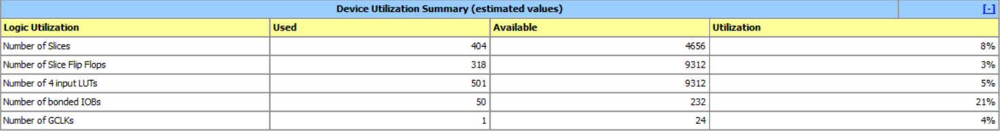 Device Utilization Summary (estimated values) [-]
Logic Utilization Used Available Utilization
Number of Slices 404 4656 8%
Number of Slice Flip Flops 318 9312 3%
Number of 4 input LUTs 501 9312 5%
Number of bonded IOBs 50 232 21%
Number of GCLKs 1 24 4%